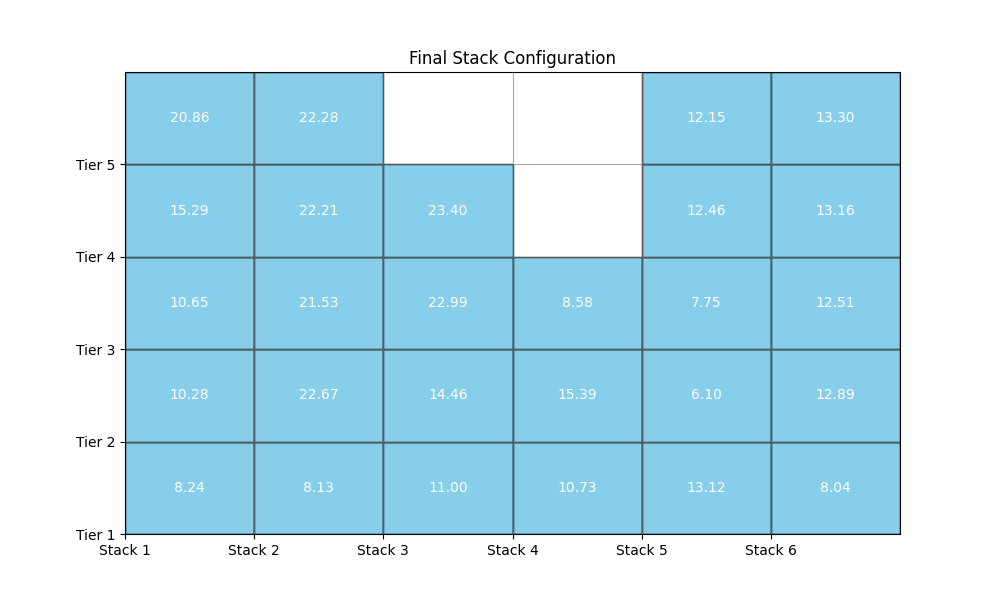 Final Stack Configuration
20.86 22.28 12.15 13.30
Tier 5
15.29 22.21 23.40 12.46 13.16
Tier 4
10.65 21.53 22.99 8.58 7.75 12.51
Tier 3
10.28 22.67 14.46 15.39 6.10 12.89
Tier 2
8.24 8.13 11.00 10.73 13.12 8.04
Tier 1
Stack 1 Stack 2 Stack 3 Stack 4 Stack 5 Stack 6